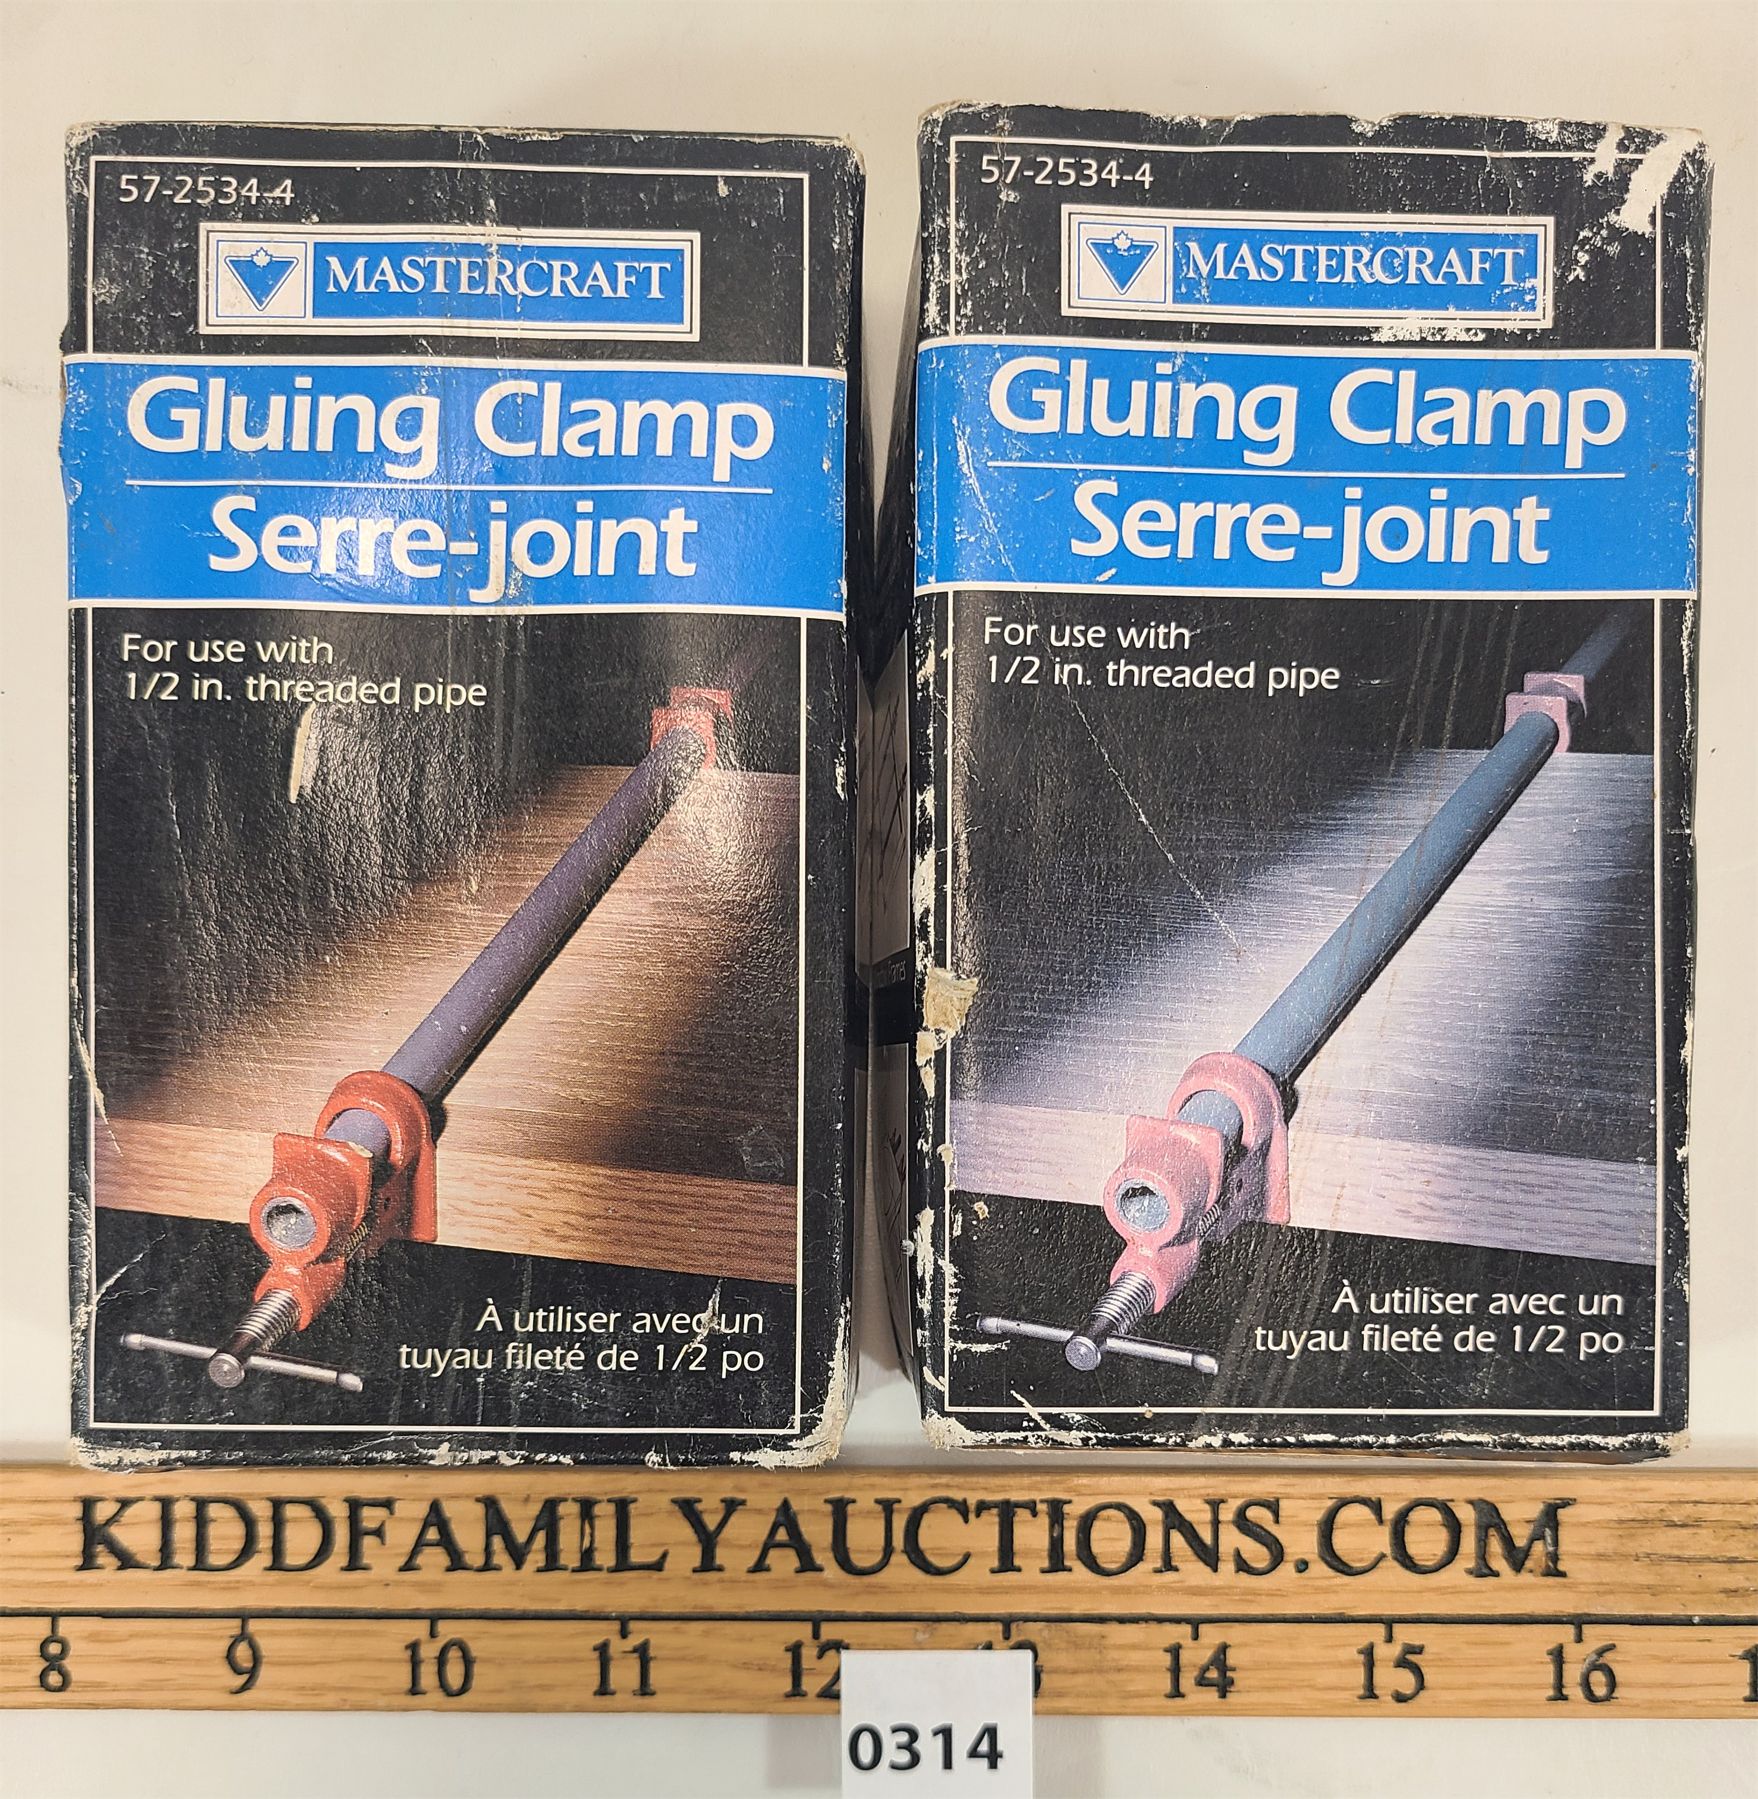 57-2534-4
MASTERCRAFT
Gluing Clamp
Serre-joint
For use with
1/2 in. threaded pipe
À utiliser avec un
tuyau fileté de 1/2 po
57-2534-4
MASTERCRAFT
Gluing Clamp
Serre-joint
For use with
1/2 in. threaded pipe
À utiliser avec un
tuyau fileté de 1/2 po
KIDDFAMILYAUCTIONS.COM
8 9 10 11 12 14 15 16
0314